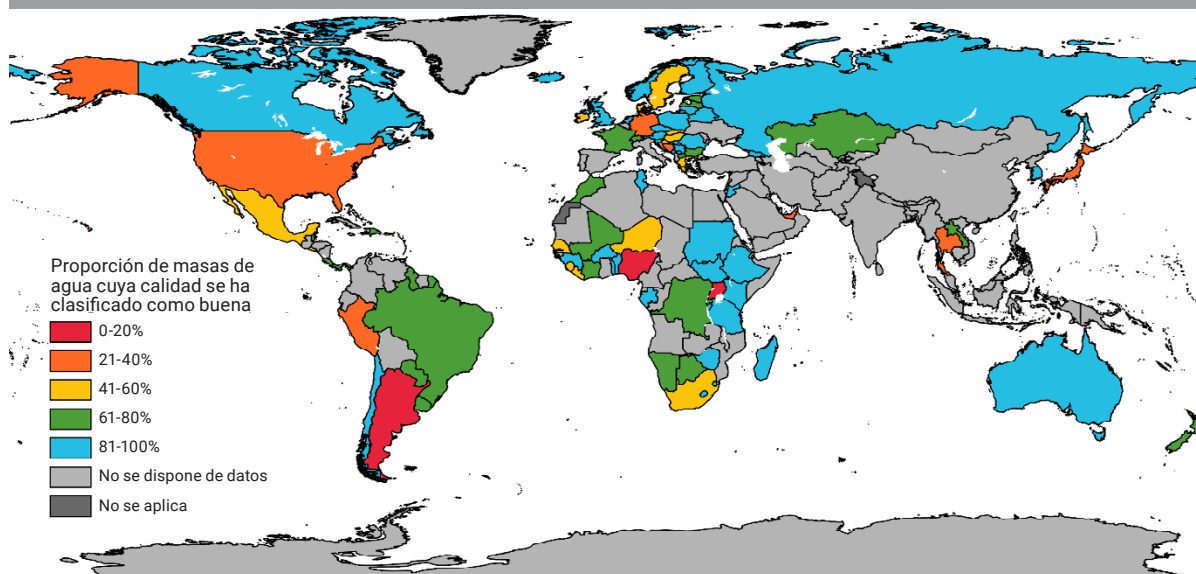 Proporción de masas de
agua cuya calidad se ha
clasificado como buena
0-20%
21-40%
41-60%
61-80%
81-100%
No se dispone de datos
No se aplica